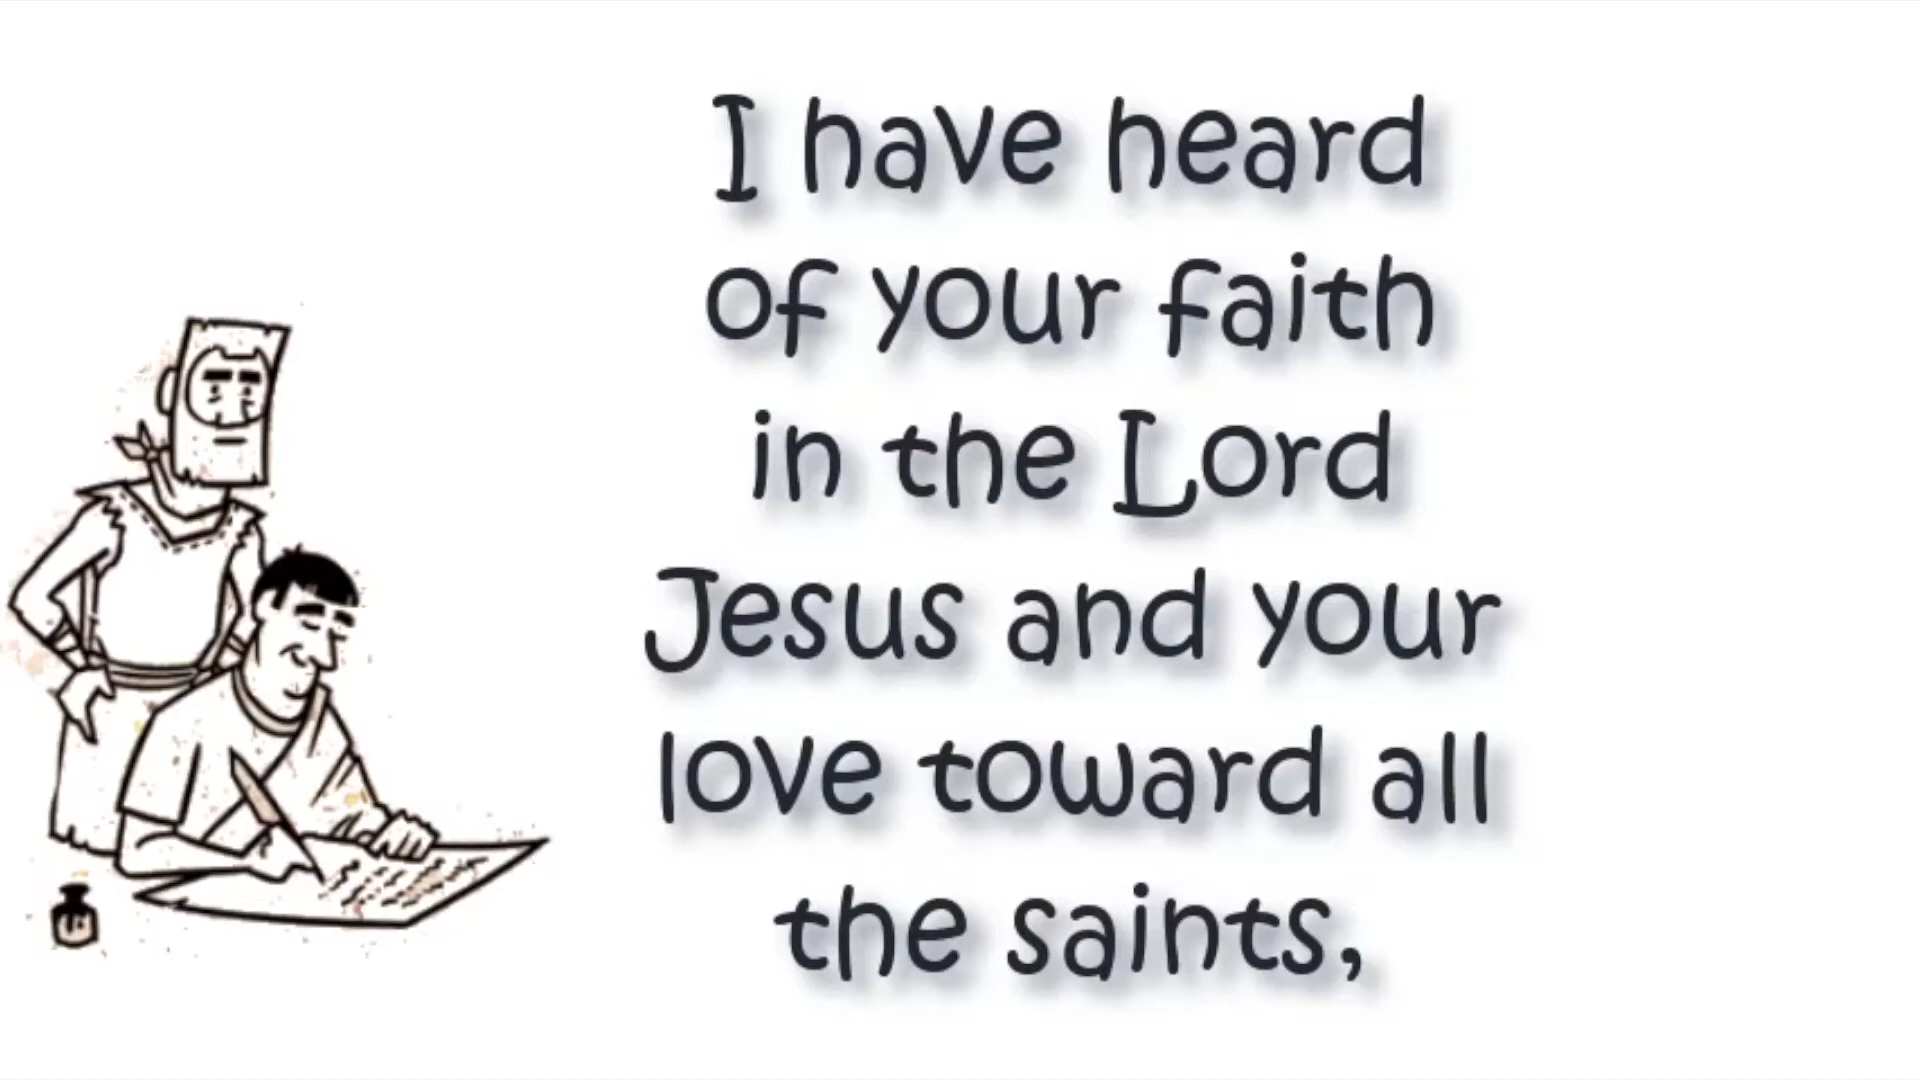 I have heard
of your faith
in the Lord
Jesus and your
love toward all
the saints,